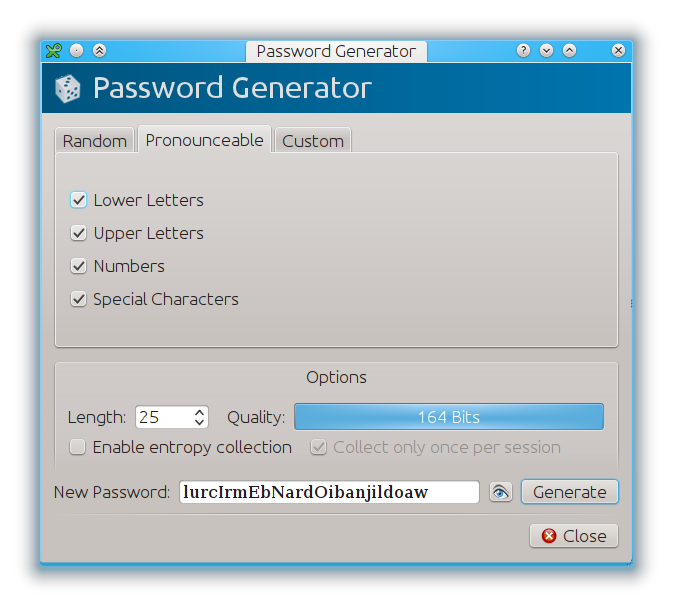 Password Generator
Password Generator
Random Pronounceable Custom
Lower Letters
Upper Letters
Numbers
Special Characters
Options
Length: 25 Quality: 164 Bits
Enable entropy collection Collect only once per session
New Password: lurcIrmEbNardOibanjildoaw Generate
Close